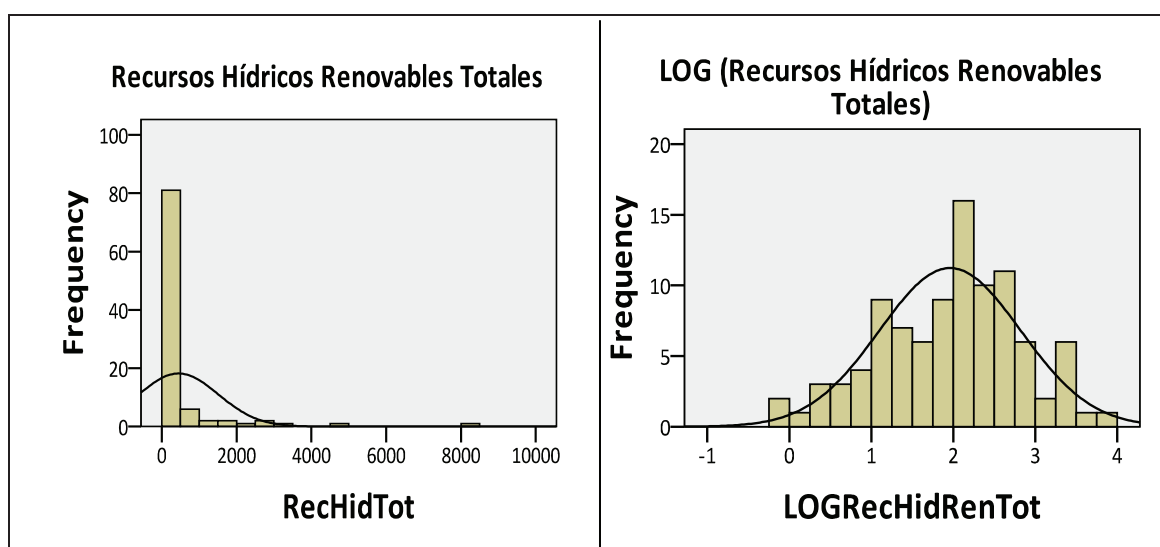 Recursos Hídricos Renovables Totales
100
80
60
40
20
0
Frequency
0 2000 4000 6000 8000 10000
RecHidTot
LOG (Recursos Hídricos Renovables
Totales)
20
15
10
5
0
Frequency
-1 0 1 2 3 4
LOGRecHidRenTot